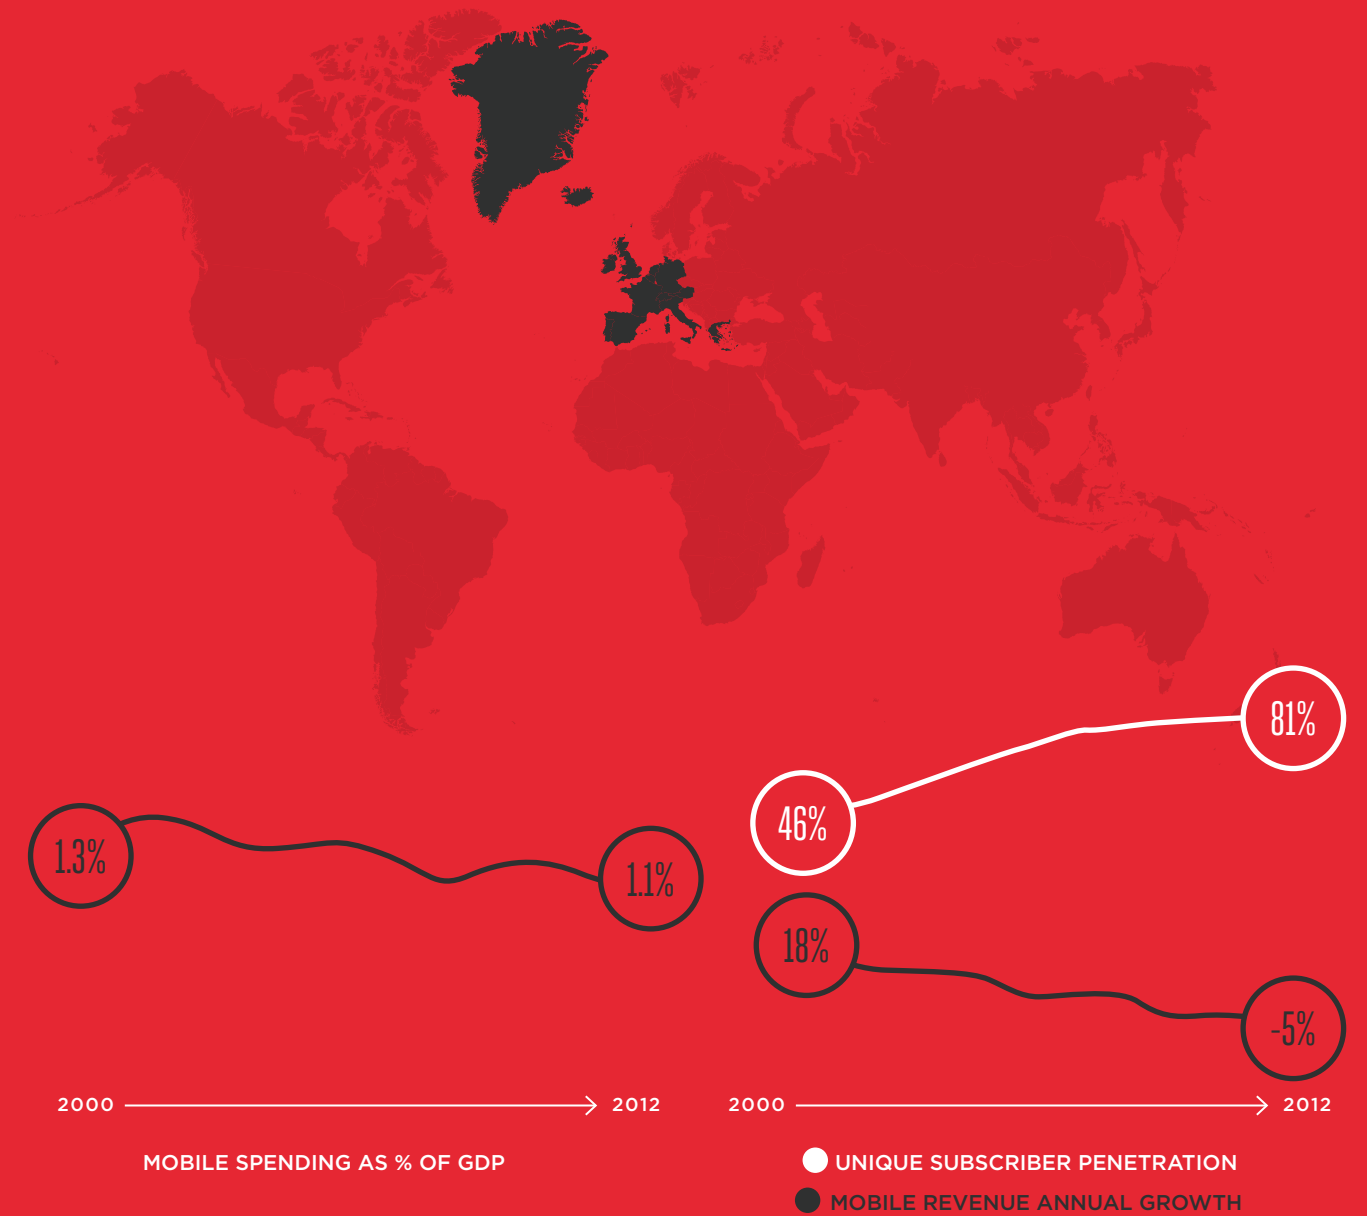 81%
46%
1.3%
1.1%
18%
-5%
2000 2012
2000 2012
MOBILE SPENDING AS % OF GDP
UNIQUE SUBSCRIBER PENETRATION
MOBILE REVENUE ANNUAL GROWTH